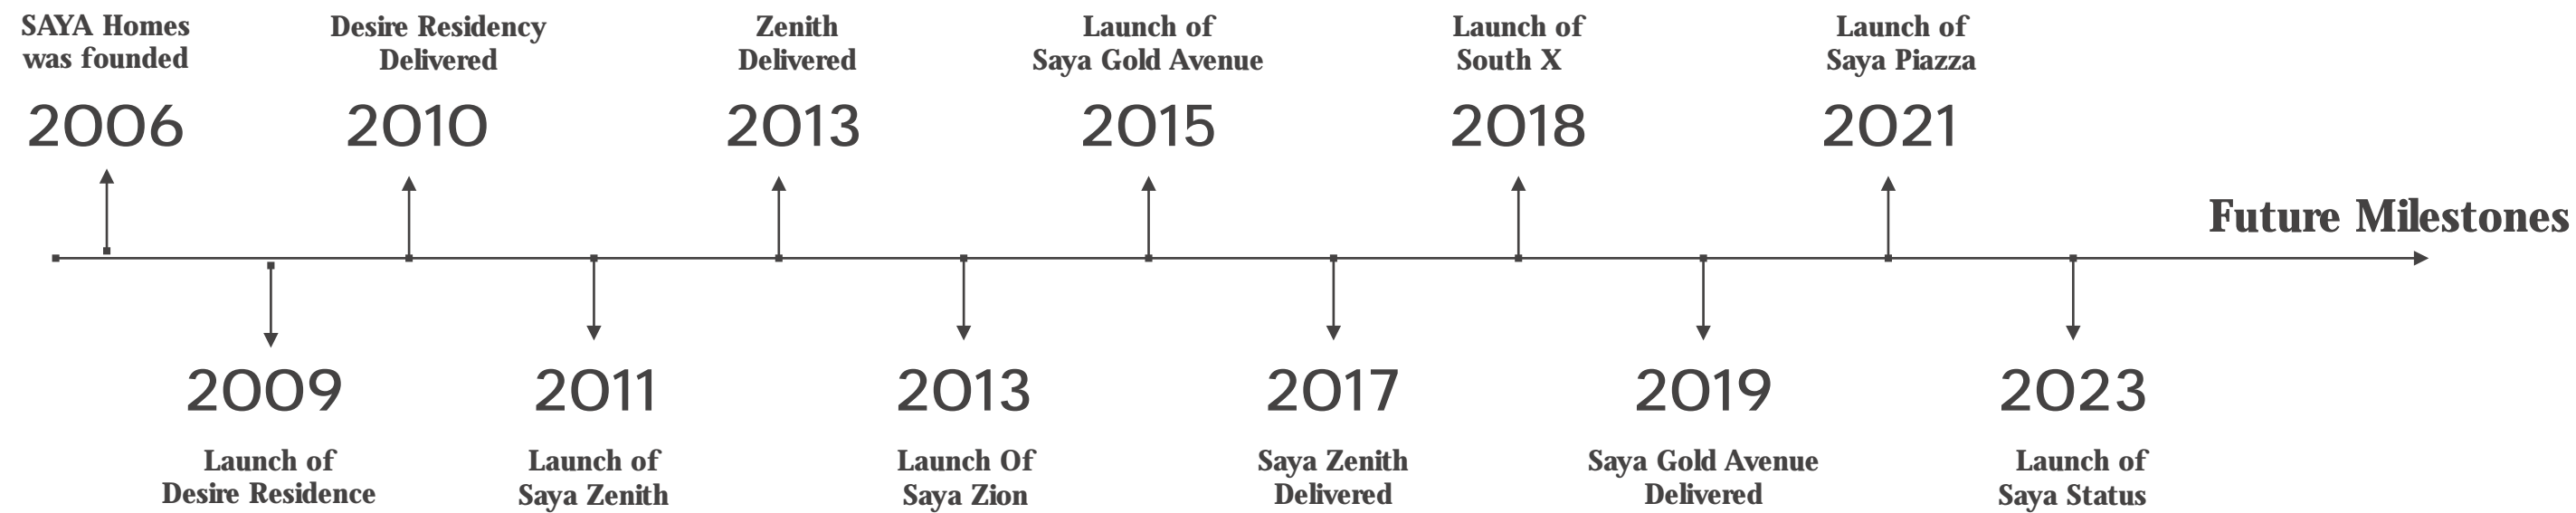 SAYA Homes
was founded
2006
Desire Residency
Delivered
2010
Zenith
Delivered
2013
Launch of
Saya Gold Avenue
2015
Launch of
South X
2018
Launch of
Saya Piazza
2021
Future Milestones
2009
Launch of
Desire Residence
2011
Launch of
Saya Zenith
2013
Launch Of
Saya Zion
2017
Saya Zenith
Delivered
2019
Saya Gold Avenue
Delivered
2023
Launch of
Saya Status